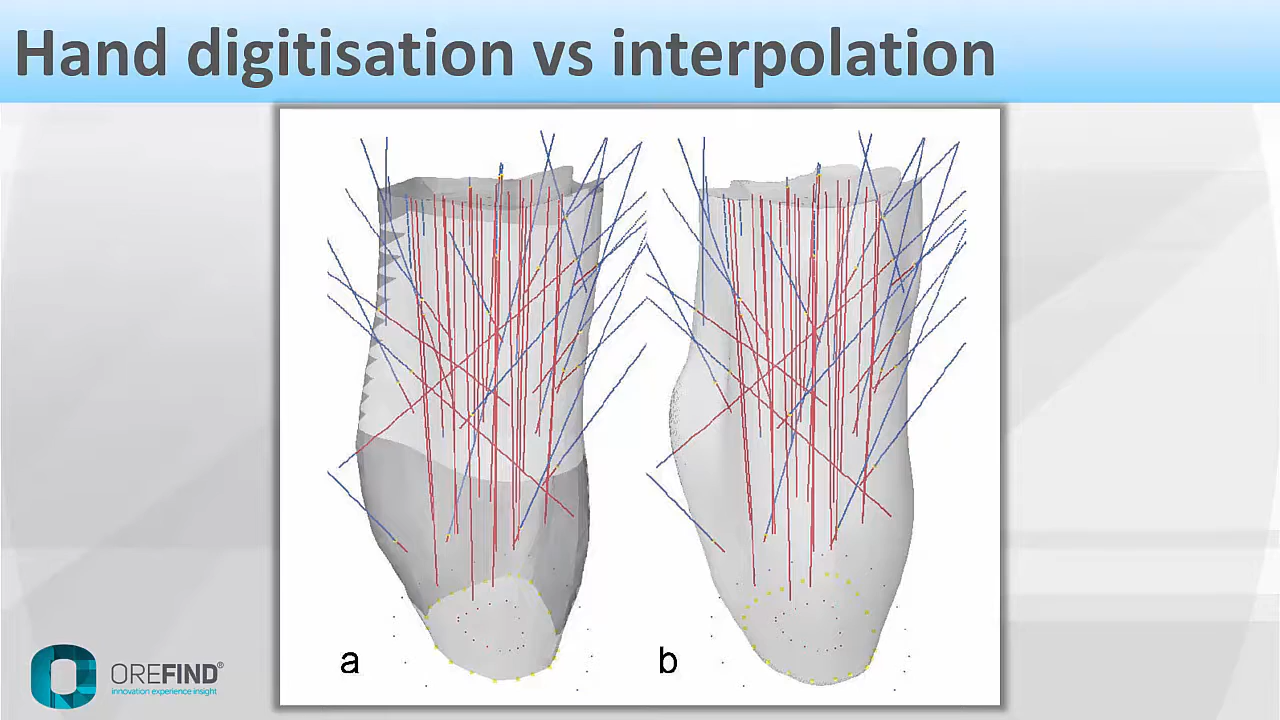 Hand digitisation vs interpolation
a
b
OREFIND®
innovation experience insight